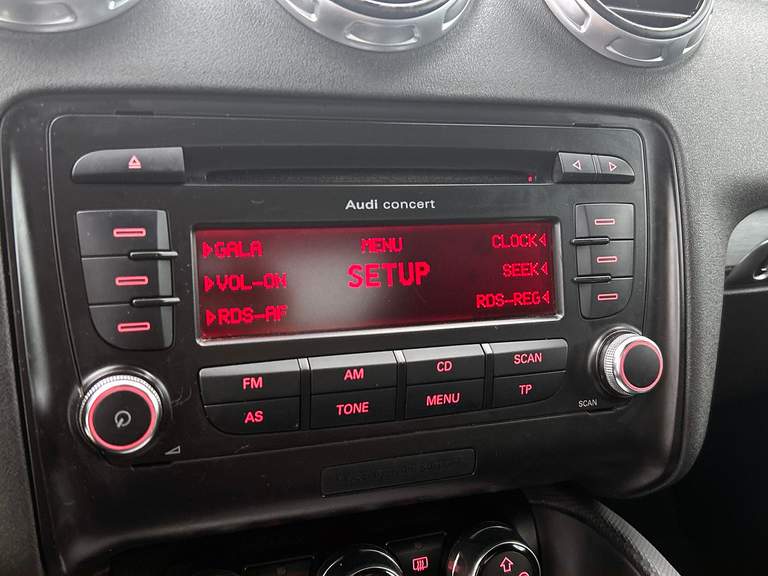 Audi concert
GALA MENU CLOCK
VOL-ON SETUP SEEK
RDS-AF RDS-REG
FM AM CD SCAN
AS TONE MENU TP
SCAN